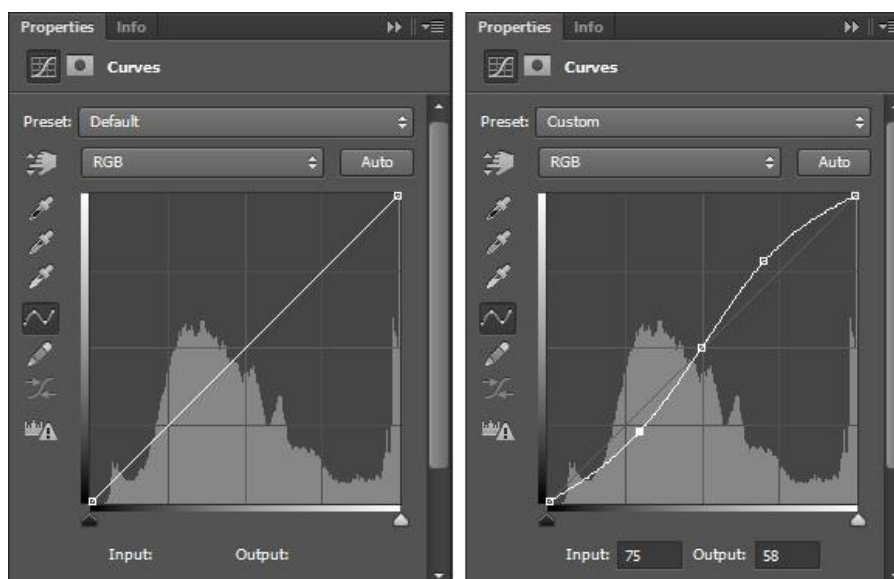 Properties Info
Curves
Preset: Default
RGB Auto
Input: Output:
Properties Info
Curves
Preset: Custom
RGB Auto
Input: 75 Output: 58